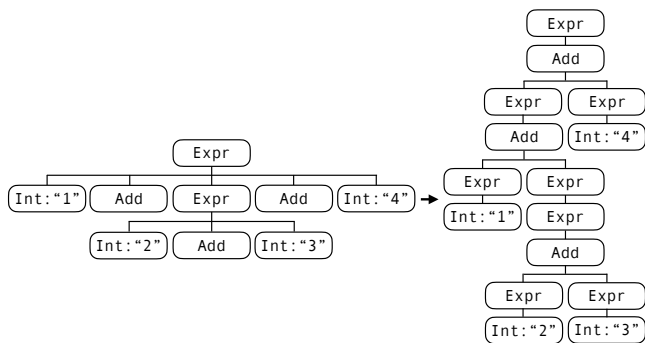 Expr
Add
Expr Expr
Add Int:“4”
Expr Expr
Int:“1” Expr
Add
Expr Expr
Int:“2” Int:“3”
Expr
Int:“1” Add Expr Add Int:“4”
Int:“2” Add Int:“3”